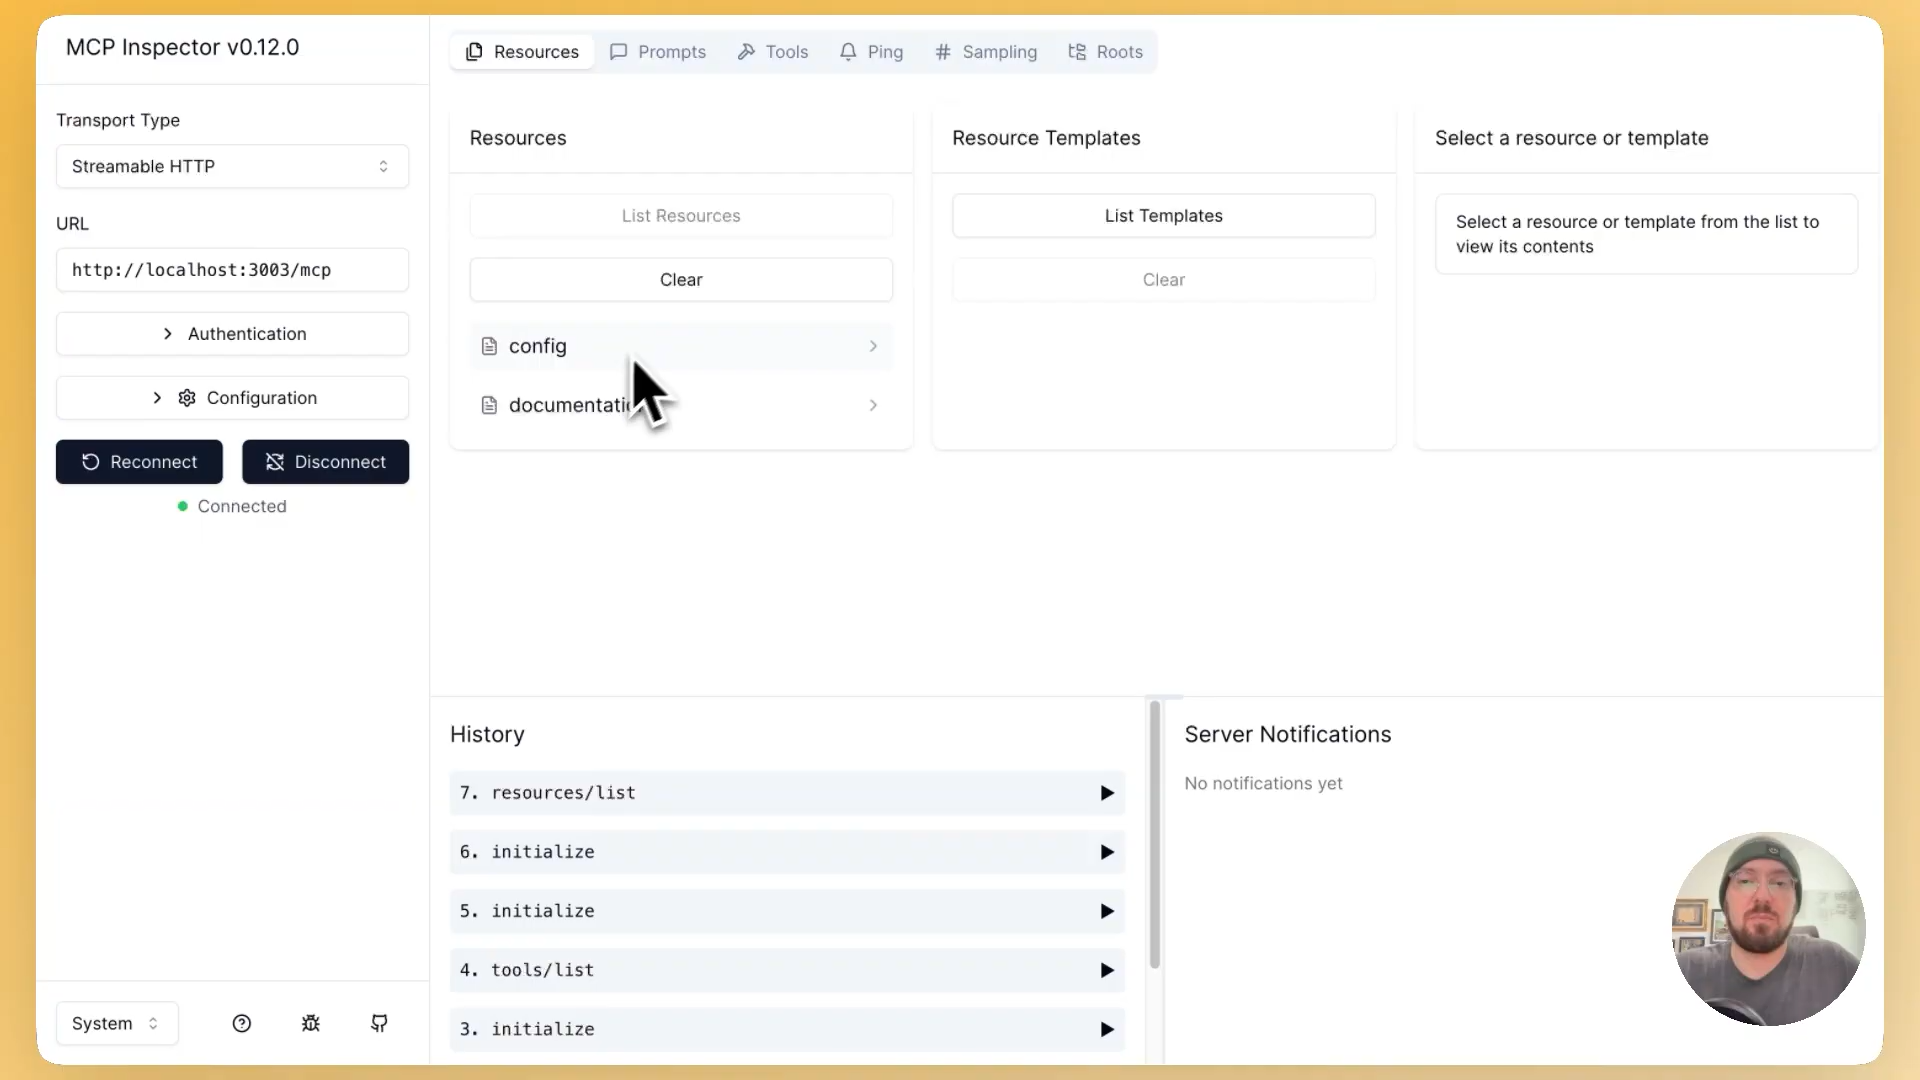 MCP Inspector v0.12.0
Transport Type
Streamable HTTP
URL
http://localhost:3003/mcp
Authentication
Configuration
Reconnect
Disconnect
Connected
System
Resources
Prompts
Tools
Ping
Sampling
Roots
Resources
List Resources
Clear
config
Resource Templates
List Templates
Clear
Select a resource or template
Select a resource or template from the list to
view its contents
History
7. resources/list
6. initialize
5. initialize
4. tools/list
3. initialize
Server Notifications
No notifications yet